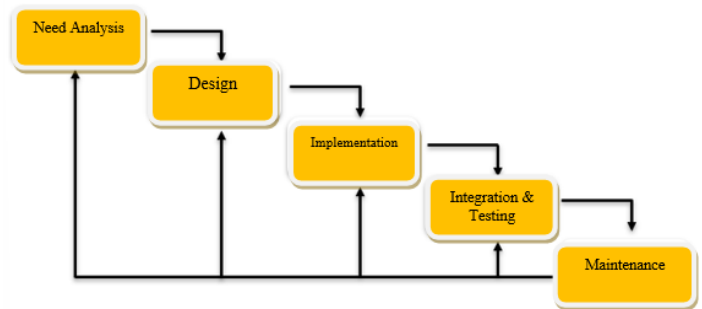 Need Analysis
Design
Implementation
Integration &
Testing
Maintenance